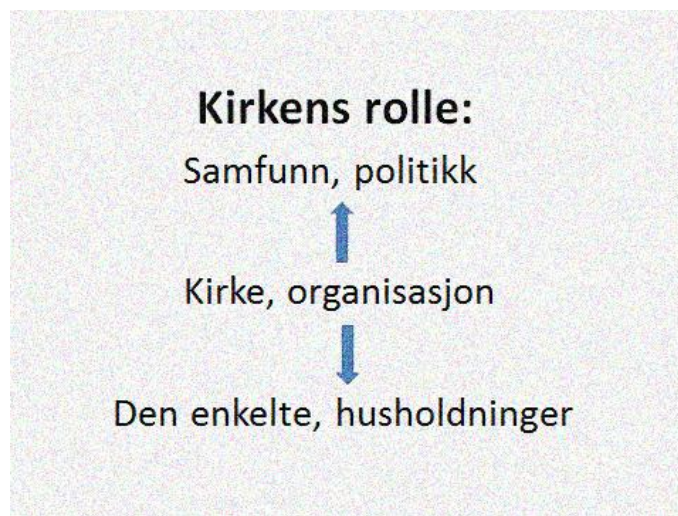 Kirkens rolle:
Samfunn, politikk
Kirke, organisasjon
Den enkelte, husholdninger